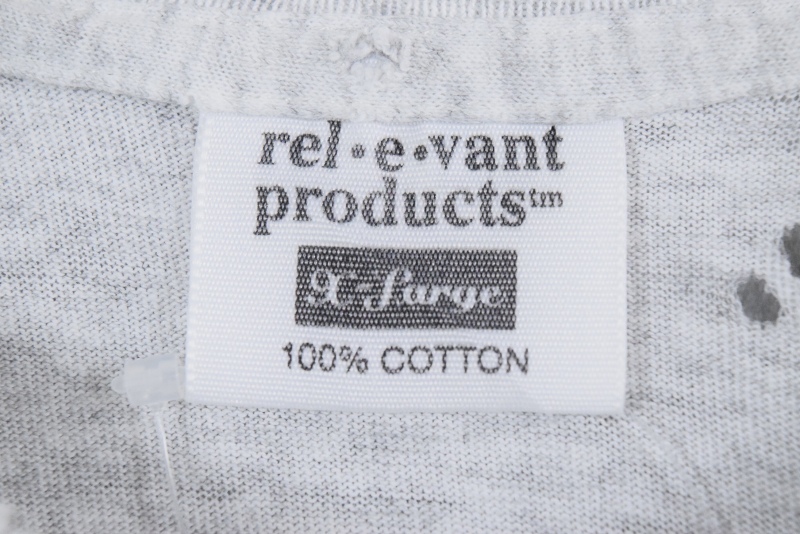 rel•e•vant
products™
X-Large
100% COTTON